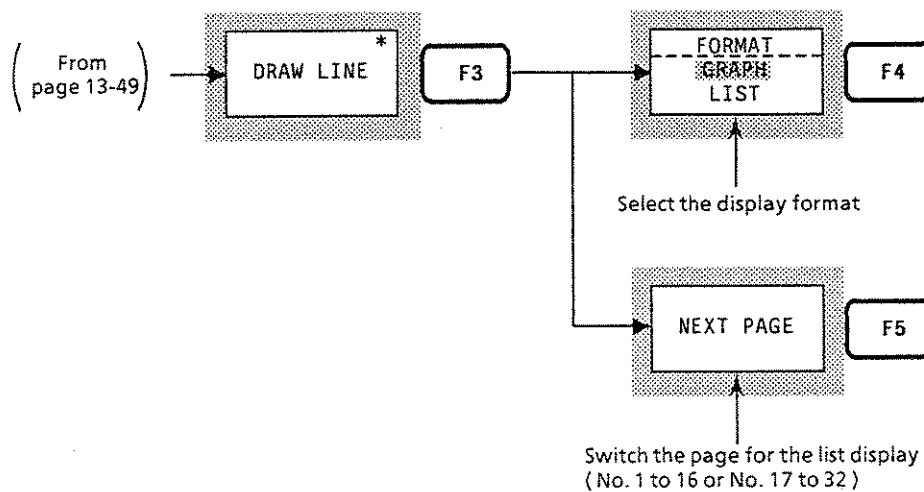 ( From
page 13-49 )
*
DRAW LINE
F3
FORMAT
GRAPH
LIST
F4
Select the display format
NEXT PAGE
F5
Switch the page for the list display
( No. 1 to 16 or No. 17 to 32 )